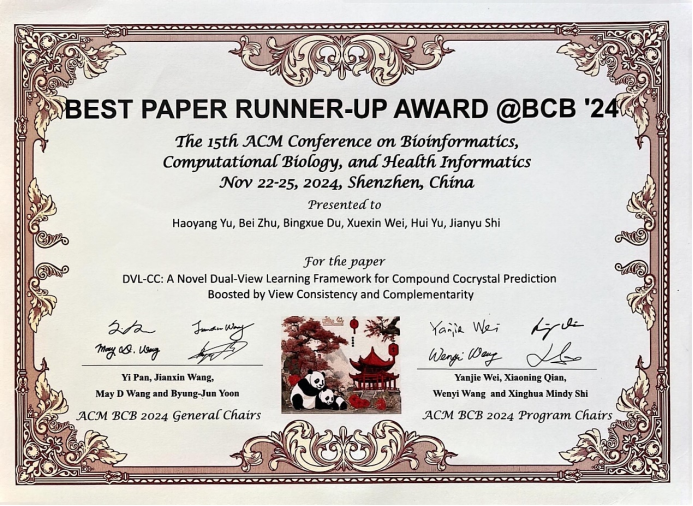 BEST PAPER RUNNER-UP AWARD @BCB '24
The 15th ACM Conference on Bioinformatics,
Computational Biology, and Health Informatics
Nov 22-25, 2024, Shenzhen, China
Presented to
Haoyang Yu, Bei Zhu, Bingxue Du, Xuexin Wei, Hui Yu, Jianyu Shi
For the paper
DVL-CC: A Novel Dual-View Learning Framework for Compound Cocrystal Prediction
Boosted by View Consistency and Complementarity
May D. Wang
Yanjie Wei
Wenyi Wang
Yi Pan, Jianxin Wang,
May D Wang and Byung-Jun Yoon
ACM BCB 2024 General Chairs
Yanjie Wei, Xiaoning Qian,
Wenyi Wang and Xinghua Mindy Shi
ACM BCB 2024 Program Chairs